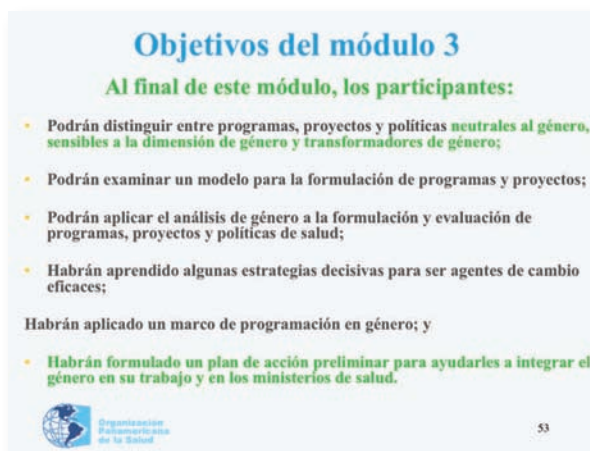 Objetivos del módulo 3
Al final de este módulo, los participantes:
• Podrán distinguir entre programas, proyectos y políticas neutrales al género,
sensibles a la dimensión de género y transformadores de género;
• Podrán examinar un modelo para la formulación de programas y proyectos;
• Podrán aplicar el análisis de género a la formulación y evaluación de
programas, proyectos y políticas de salud;
• Habrán aprendido algunas estrategias decisivas para ser agentes de cambio
eficaces;
Habrán aplicado un marco de programación en género; y
• Habrán formulado un plan de acción preliminar para ayudarles a integrar el
género en su trabajo y en los ministerios de salud.
Organización
Panamericana
de la Salud
53